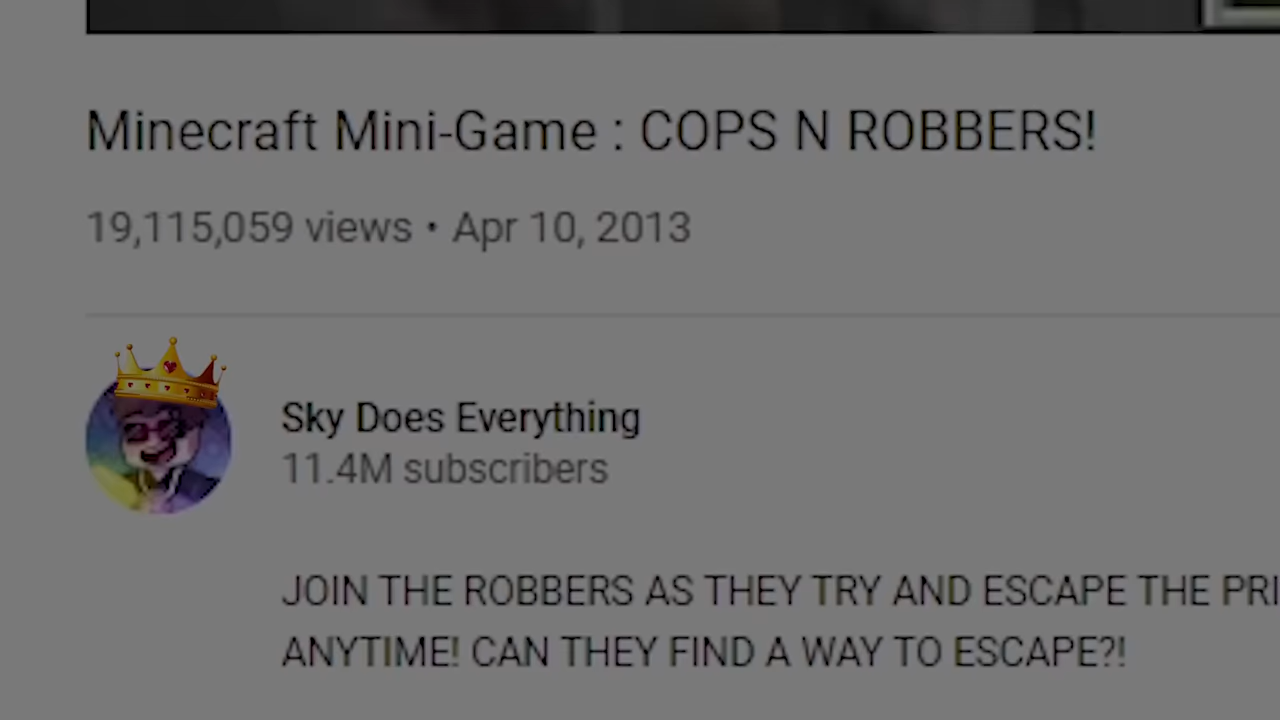 Minecraft Mini-Game : COPS N ROBBERS!
19,115,059 views • Apr 10, 2013
Sky Does Everything
11.4M subscribers
JOIN THE ROBBERS AS THEY TRY AND ESCAPE THE PRI
ANYTIME! CAN THEY FIND A WAY TO ESCAPE?!